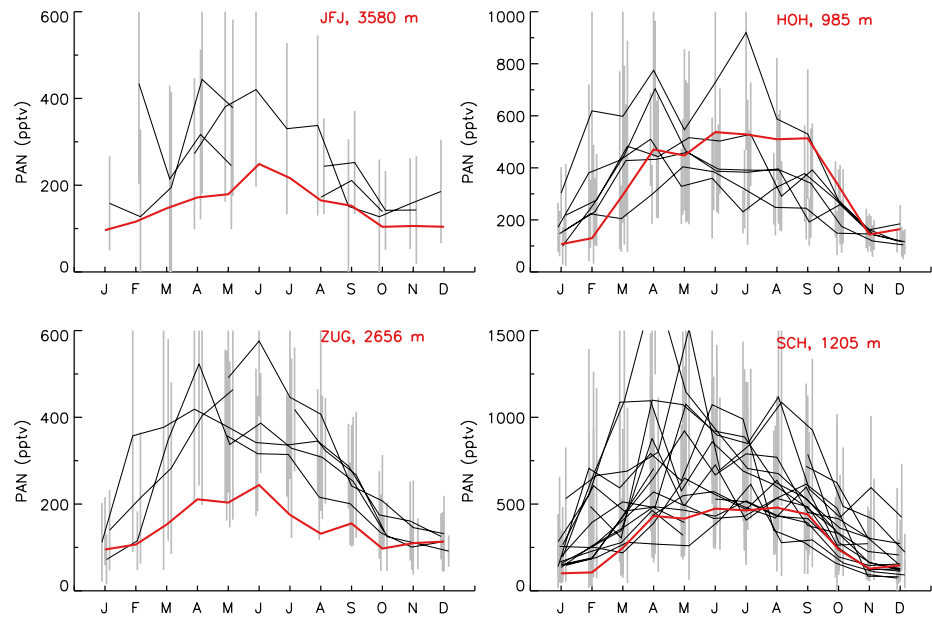 JFJ, 3580 m
PAN (pptv)
600
400
200
0
J F M A M J J A S O N D
HOH, 985 m
PAN (pptv)
1000
800
600
400
200
0
J F M A M J J A S O N D
ZUG, 2656 m
PAN (pptv)
600
400
200
0
J F M A M J J A S O N D
SCH, 1205 m
PAN (pptv)
1500
1000
500
0
J F M A M J J A S O N D